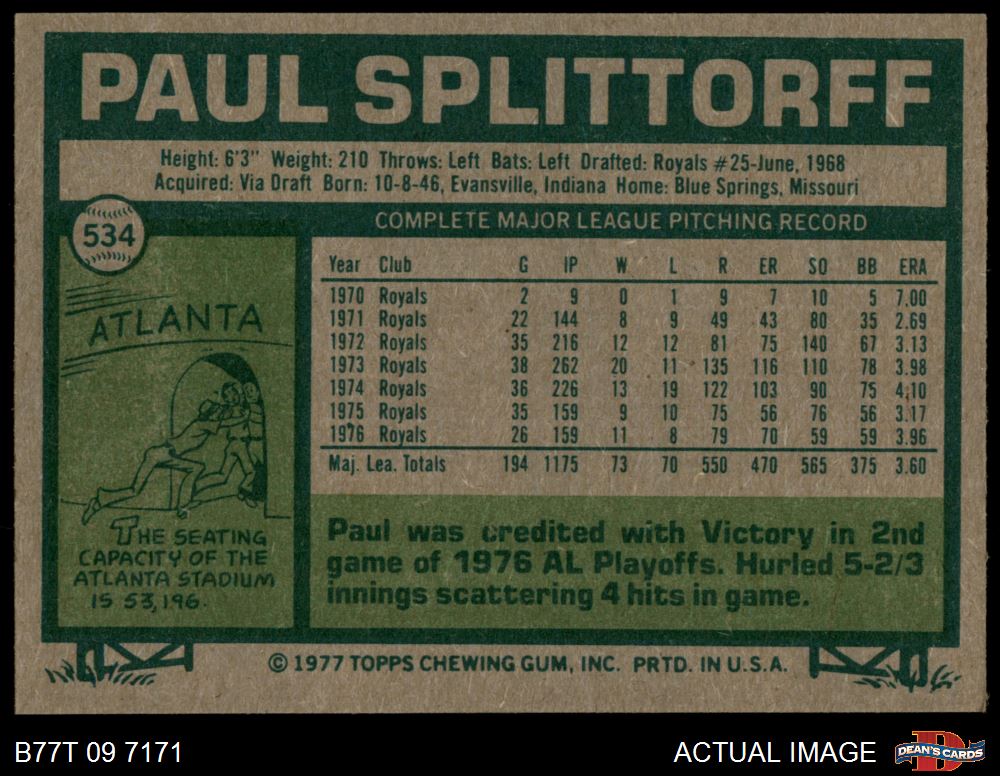 PAUL SPLITTORFF
Height: 6'3" Weight: 210 Throws: Left Bats: Left Drafted: Royals #25-June, 1968
Acquired: Via Draft Born: 10-8-46, Evansville, Indiana Home: Blue Springs, Missouri
534
COMPLETE MAJOR LEAGUE PITCHING RECORD
Year Club G IP W L R ER SO BB ERA
1970 Royals 2 9 0 1 9 7 10 5 7.00
1971 Royals 22 144 8 9 49 43 80 35 2.69
1972 Royals 35 216 12 12 81 75 140 67 3.13
1973 Royals 38 262 20 11 135 116 110 78 3.98
1974 Royals 36 226 13 19 122 103 90 75 4.10
1975 Royals 35 159 9 10 75 56 76 56 3.17
1976 Royals 26 159 11 8 79 70 59 59 3.96
Maj. Lea. Totals 194 1175 73 70 550 470 565 375 3.60
ATLANTA
THE SEATING
CAPACITY OF THE
ATLANTA STADIUM
IS 53,196.
Paul was credited with Victory in 2nd
game of 1976 AL Playoffs. Hurled 5-2/3
innings scattering 4 hits in game.
© 1977 TOPPS CHEWING GUM, INC. PRTD. IN U.S.A.
B77T 09 7171
ACTUAL IMAGE
DEAN'S CARDS